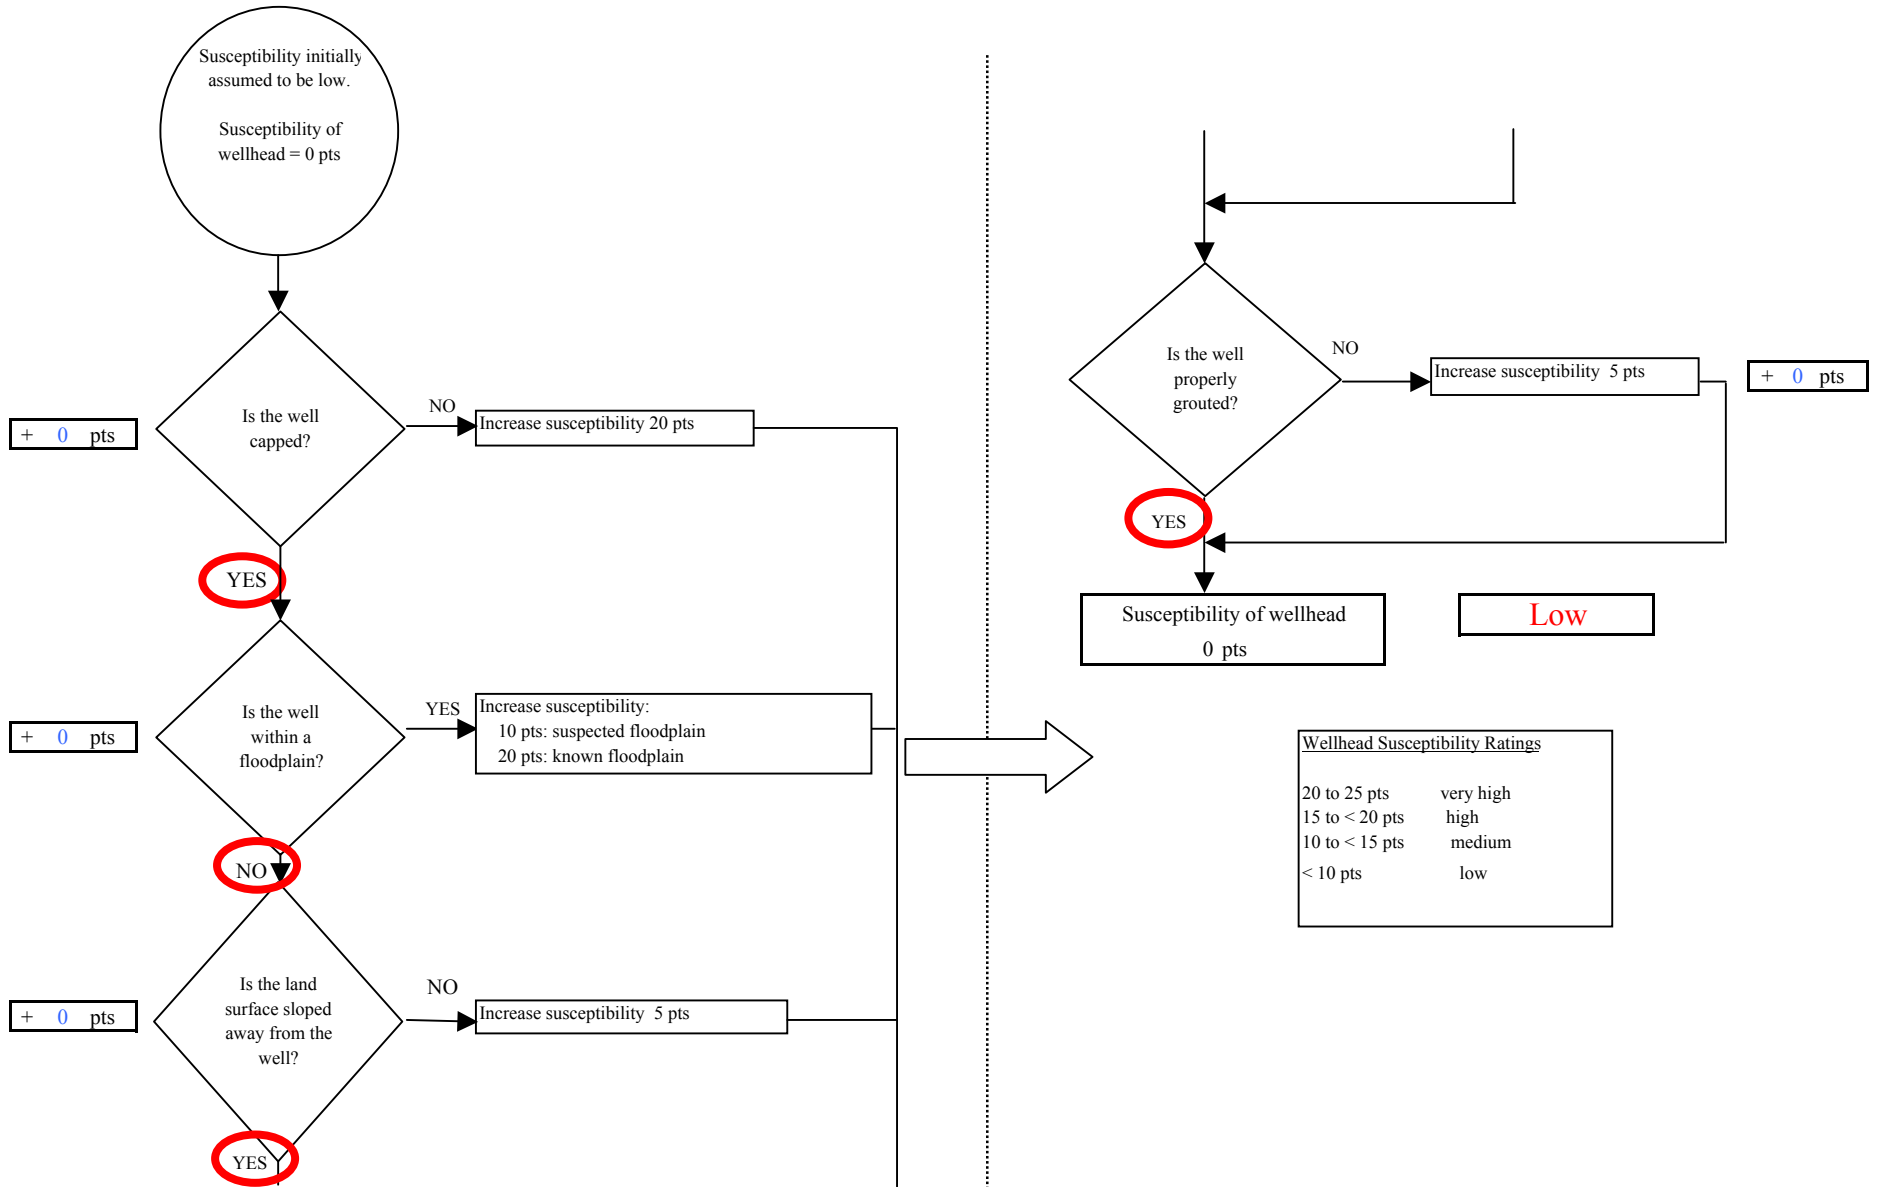 Susceptibility initially
assumed to be low.
Susceptibility of
wellhead = 0 pts
Is the well
capped?
NO
Increase susceptibility 20 pts
+ 0 pts
YES
Is the well
within a
floodplain?
YES
Increase susceptibility:
10 pts: suspected floodplain
20 pts: known floodplain
+ 0 pts
NO
Is the land
surface sloped
away from the
well?
NO
Increase susceptibility 5 pts
+ 0 pts
YES
Is the well
properly
grouted?
NO
Increase susceptibility 5 pts
+ 0 pts
YES
Susceptibility of wellhead
0 pts
Low
Wellhead Susceptibility Ratings
20 to 25 pts very high
15 to < 20 pts high
10 to < 15 pts medium
< 10 pts low